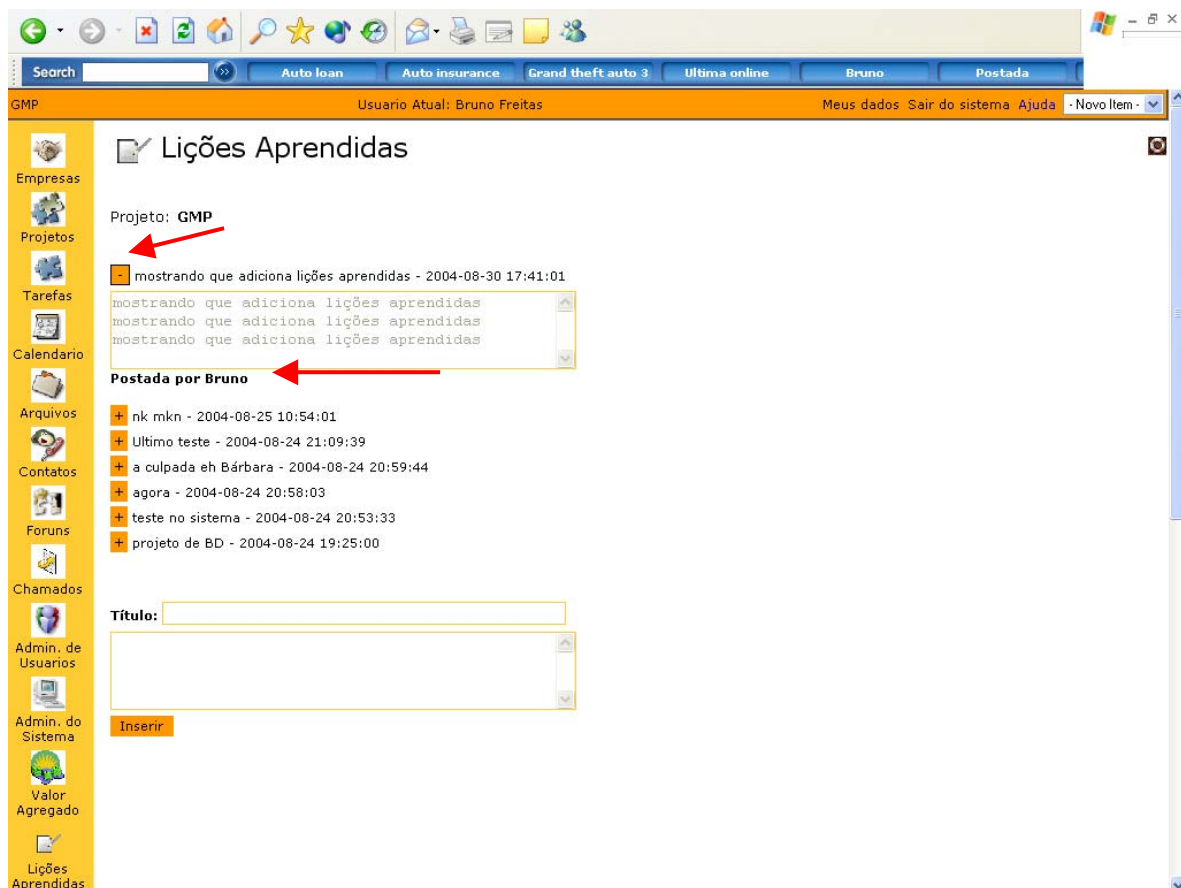 Search
Auto loan
Auto insurance
Grand theft auto 3
Ultima online
Bruno
Postada
GMP
Usuario Atual: Bruno Freitas
Meus dados Sair do sistema Ajuda
- Novo Item -
Empresas
Projetos
Tarefas
Calendario
Arquivos
Contatos
Foruns
Chamados
Admin. de
Usuarios
Admin. do
Sistema
Valor
Agregado
Lições
Aprendidas
Lições Aprendidas
Projeto: GMP
- mostrando que adiciona lições aprendidas - 2004-08-30 17:41:01
mostrando que adiciona lições aprendidas
mostrando que adiciona lições aprendidas
mostrando que adiciona lições aprendidas
Postada por Bruno
+ nk mkn - 2004-08-25 10:54:01
+ Ultimo teste - 2004-08-24 21:09:39
+ a culpada eh Bárbara - 2004-08-24 20:59:44
+ agora - 2004-08-24 20:58:03
+ teste no sistema - 2004-08-24 20:53:33
+ projeto de BD - 2004-08-24 19:25:00
Título:
Inserir